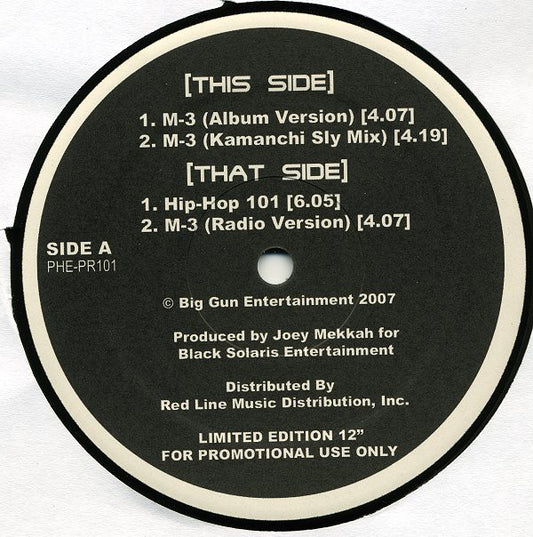 [THIS SIDE]
1. M-3 (Album Version) [4.07]
2. M-3 (Kamanchi Sly Mix) [4.19]
[THAT SIDE]
1. Hip-Hop 101 [6.05]
2. M-3 (Radio Version) [4.07]
SIDE A
PHE-PR101
© Big Gun Entertainment 2007
Produced by Joey Mekkah for
Black Solaris Entertainment
Distributed By
Red Line Music Distribution, Inc.
LIMITED EDITION 12”
FOR PROMOTIONAL USE ONLY